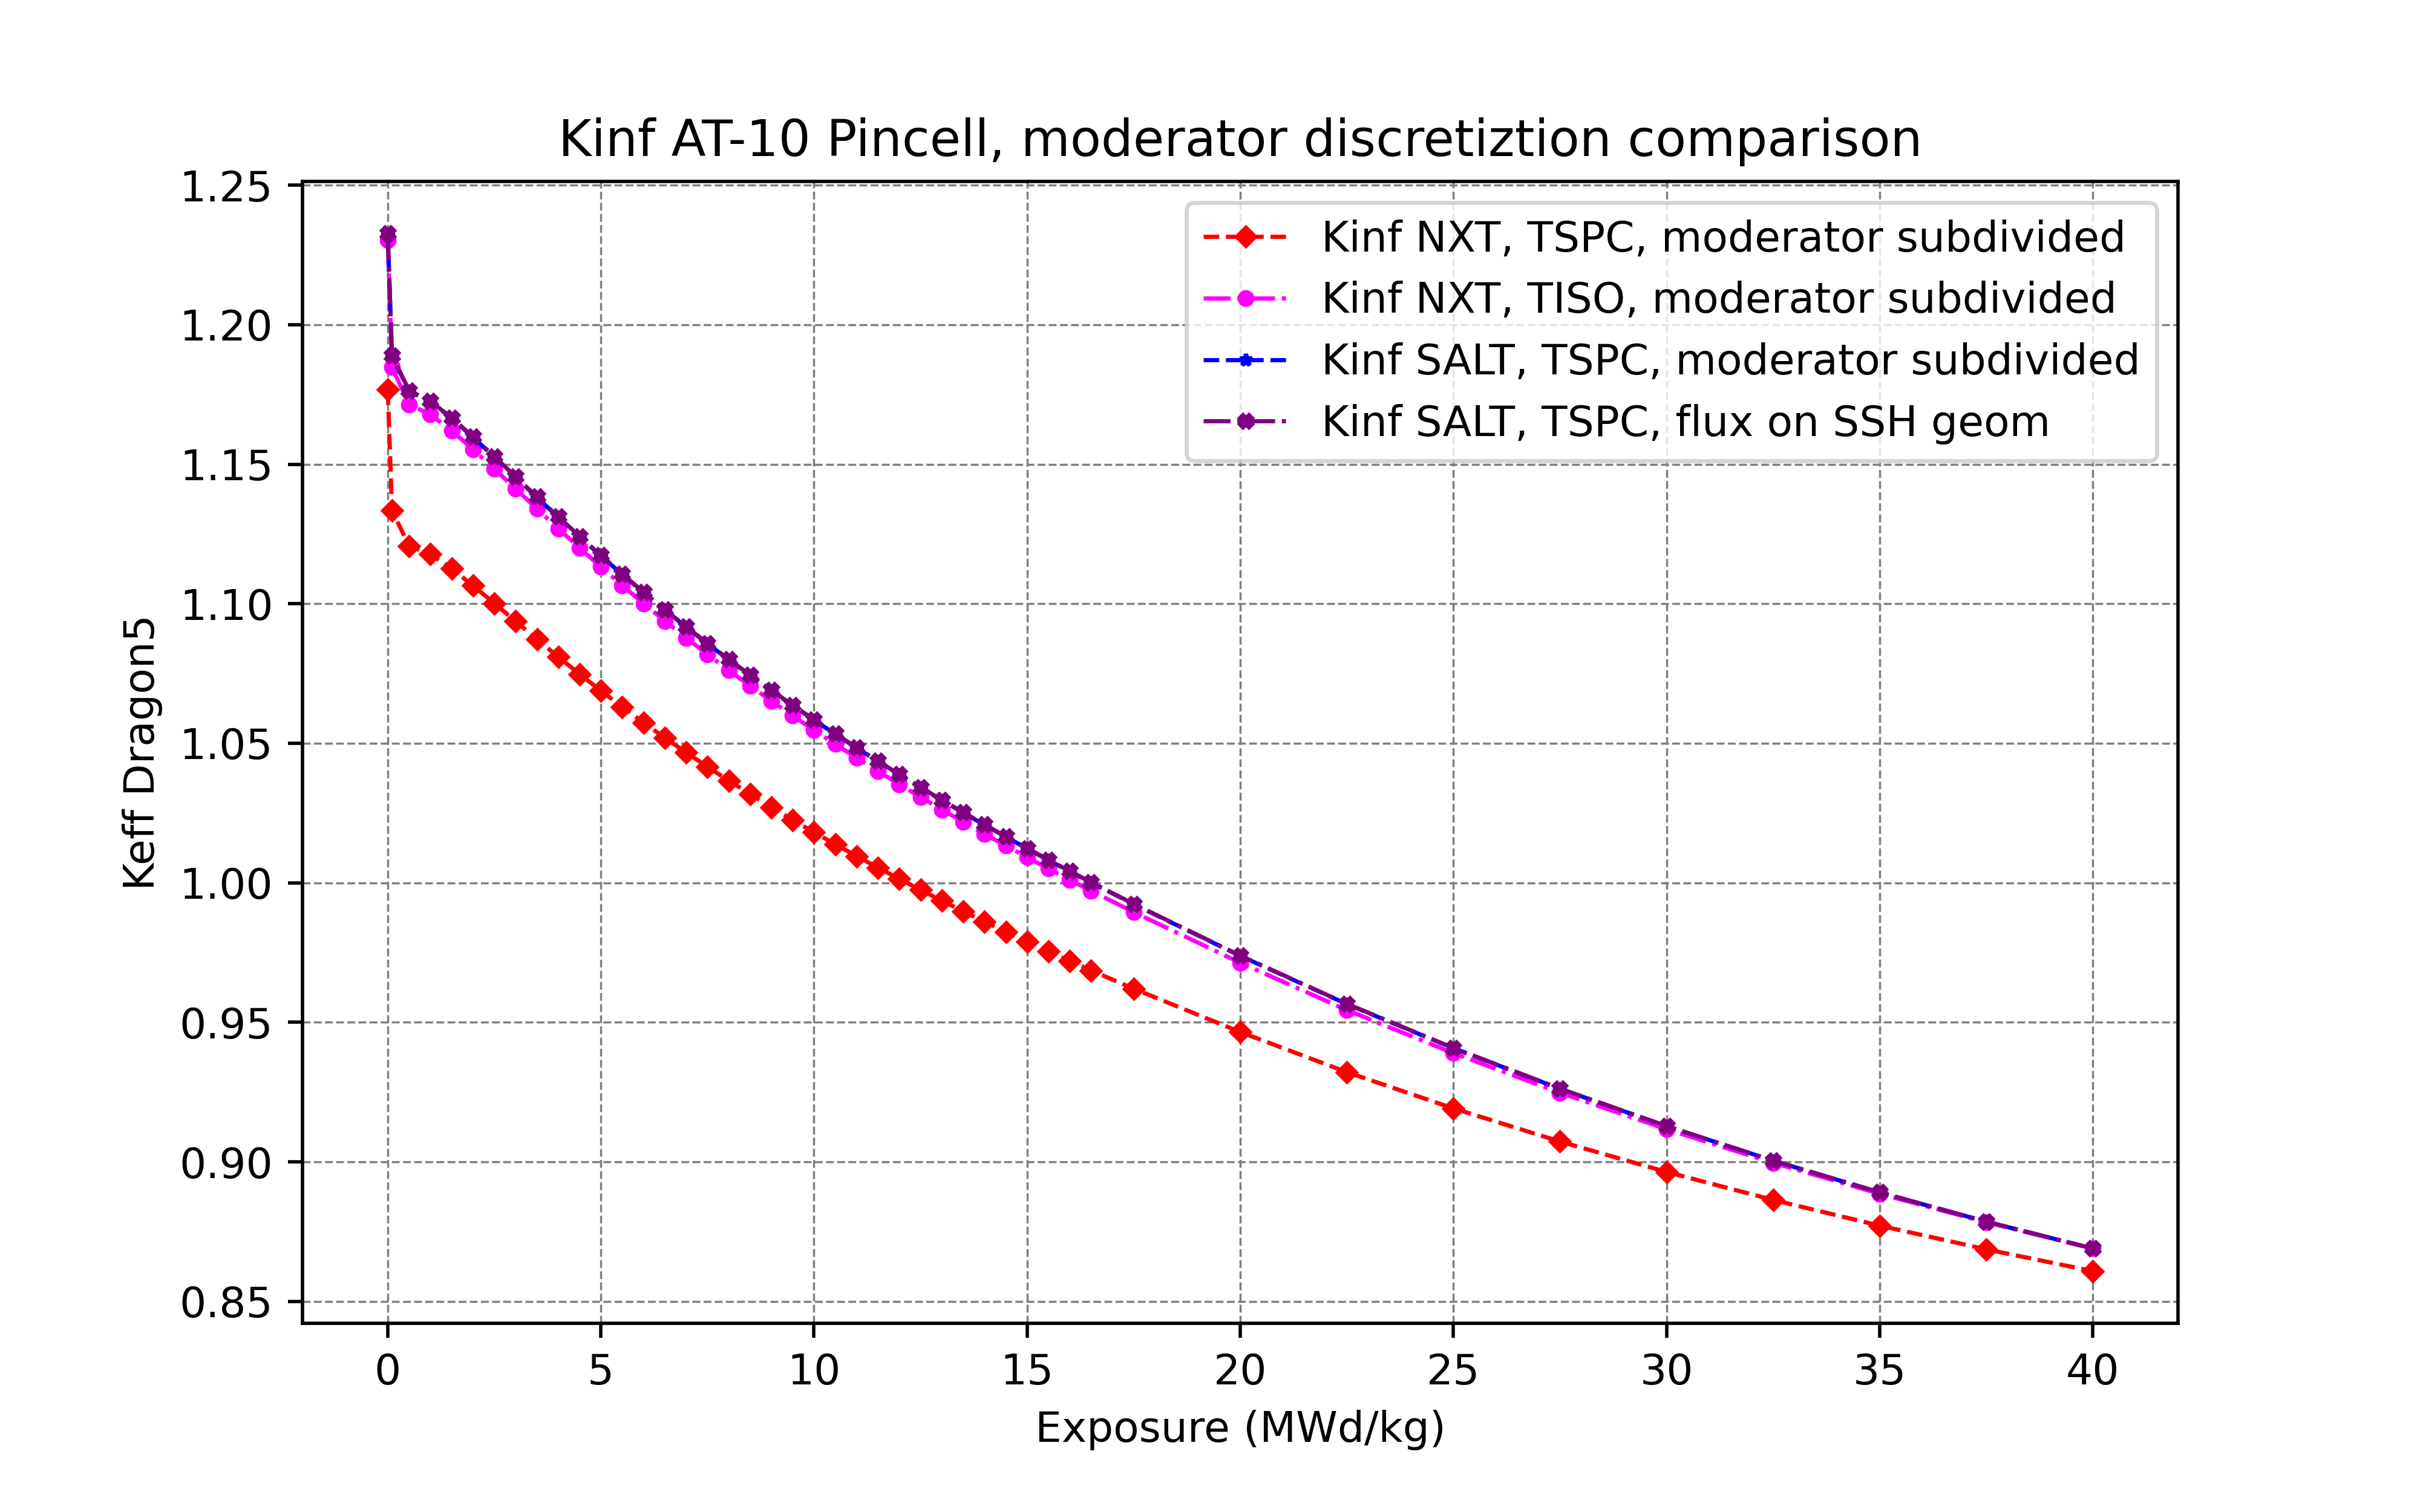 Kinf AT-10 Pincell, moderator discretiztion comparison
1.25
1.20
1.15
1.10
1.05
1.00
0.95
0.90
0.85
Keff Dragon5
Kinf NXT, TSPC, moderator subdivided
Kinf NXT, TISO, moderator subdivided
Kinf SALT, TSPC, moderator subdivided
Kinf SALT, TSPC, flux on SSH geom
0 5 10 15 20 25 30 35 40
Exposure (MWd/kg)